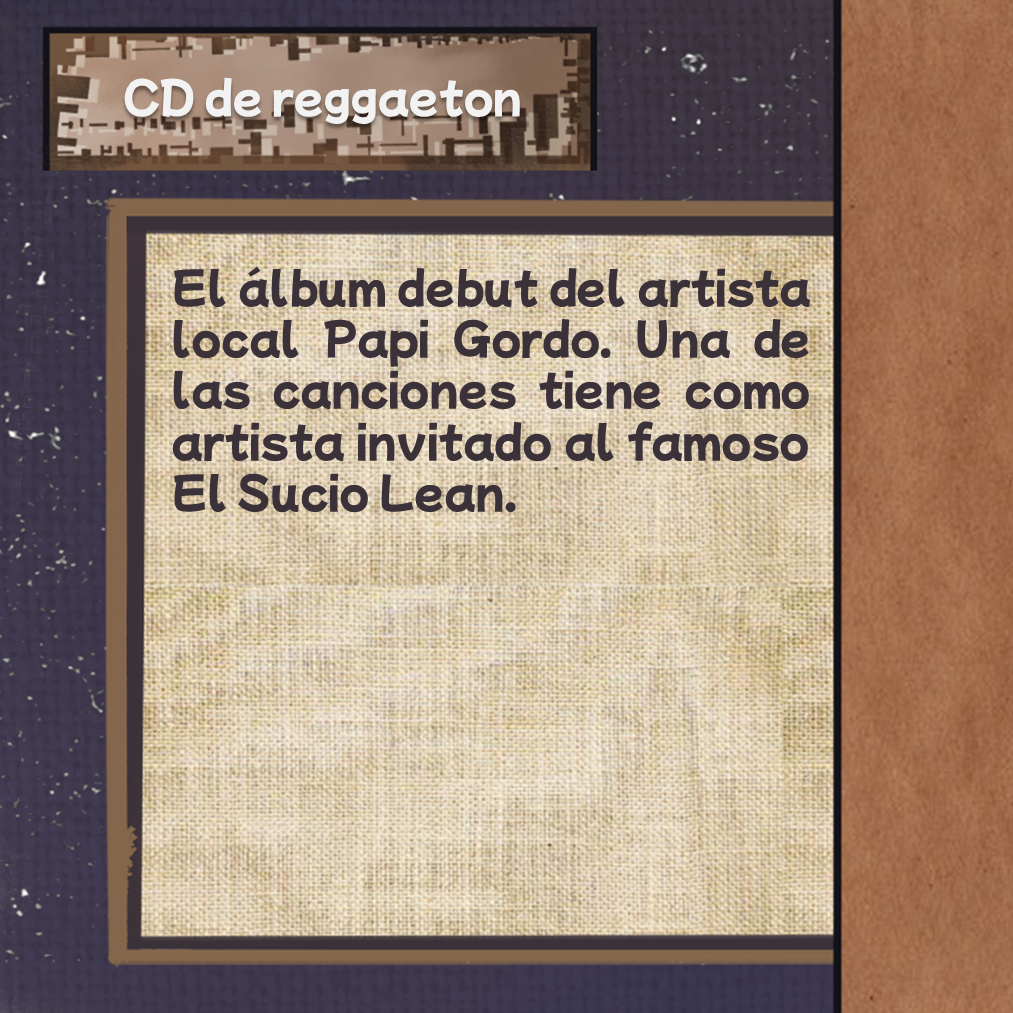 CD de reggaeton
El álbum debut del artista
local Papi Gordo. Una de
las canciones tiene como
artista invitado al famoso
El Sucio Lean.